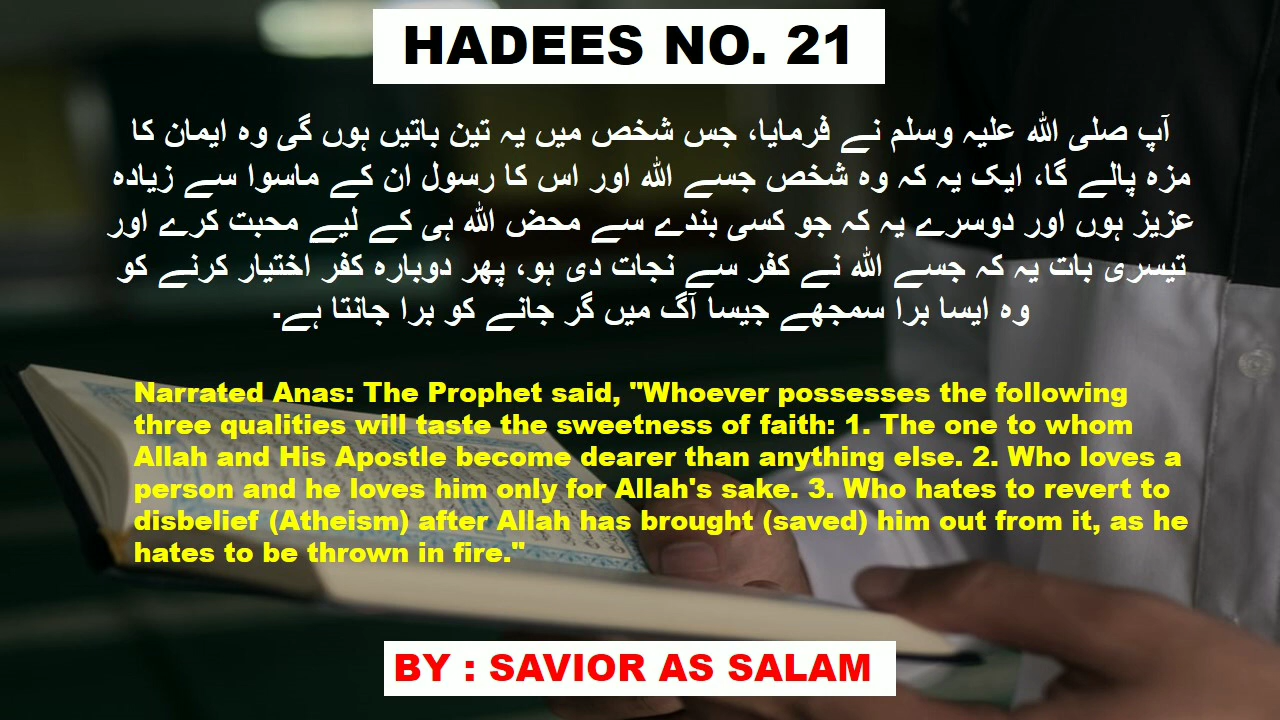 HADEES NO. 21
آپ صلی اللہ علیہ وسلم نے فرمایا، جس شخص میں یہ تین باتیں ہوں گی وہ ایمان کا
مزہ پالے گا، ایک یہ کہ وہ شخص جسے اللہ اور اس کا رسول ان کے ماسوا سے زیادہ
عزیز ہوں اور دوسرے یہ کہ جو کسی بندے سے محض اللہ ہی کے لیے محبت کرے اور
تیسری بات یہ کہ جسے اللہ نے کفر سے نجات دی ہو، پھر دوبارہ کفر اختیار کرنے کو
وہ ایسا برا سمجھے جیسا آگ میں گر جانے کو برا جانتا ہے۔
Narrated Anas: The Prophet said, "Whoever possesses the following
three qualities will taste the sweetness of faith: 1. The one to whom
Allah and His Apostle become dearer than anything else. 2. Who loves a
person and he loves him only for Allah's sake. 3. Who hates to revert to
disbelief (Atheism) after Allah has brought (saved) him out from it, as he
hates to be thrown in fire."
BY : SAVIOR AS SALAM